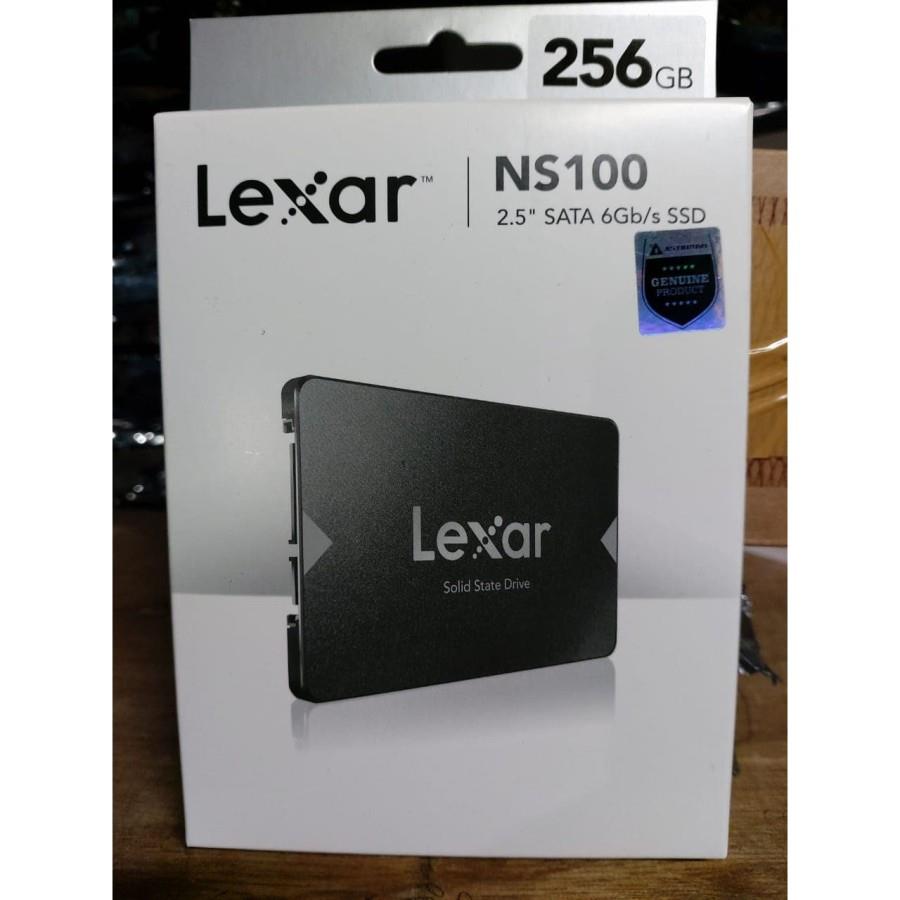 256GB
Lexar™
NS100
2.5" SATA 6Gb/s SSD
GENUINE
PRODUCT
Lexar
Solid State Drive